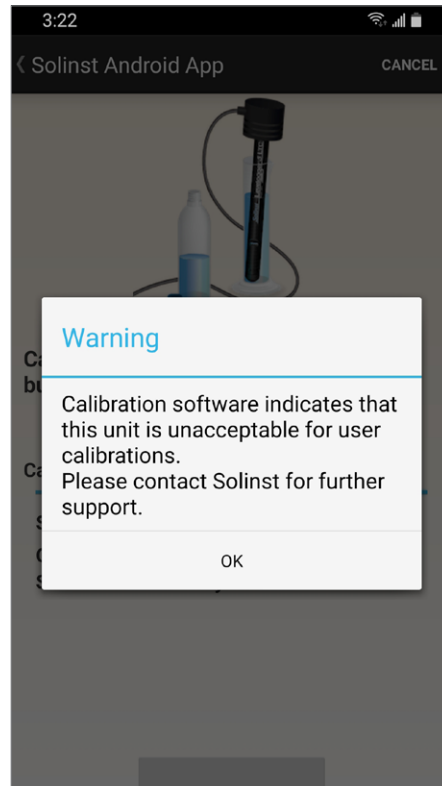 3:22
Solinst Android App
CANCEL
Warning
Calibration software indicates that
this unit is unacceptable for user
calibrations.
Please contact Solinst for further
support.
OK